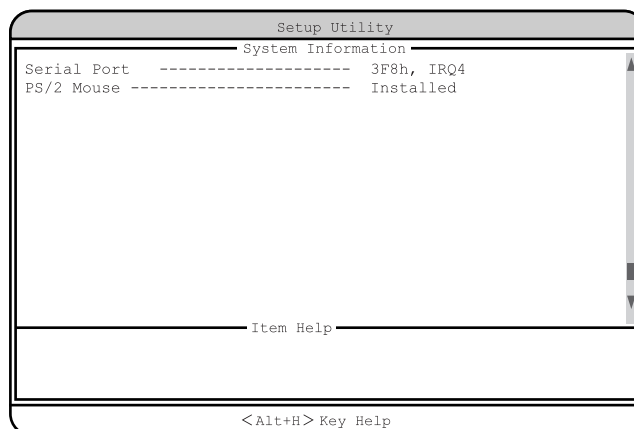 Setup Utility
System Information
Serial Port ------------------- 3F8h, IRQ4
PS/2 Mouse ---------------------- Installed
Item Help
<Alt+H> Key Help